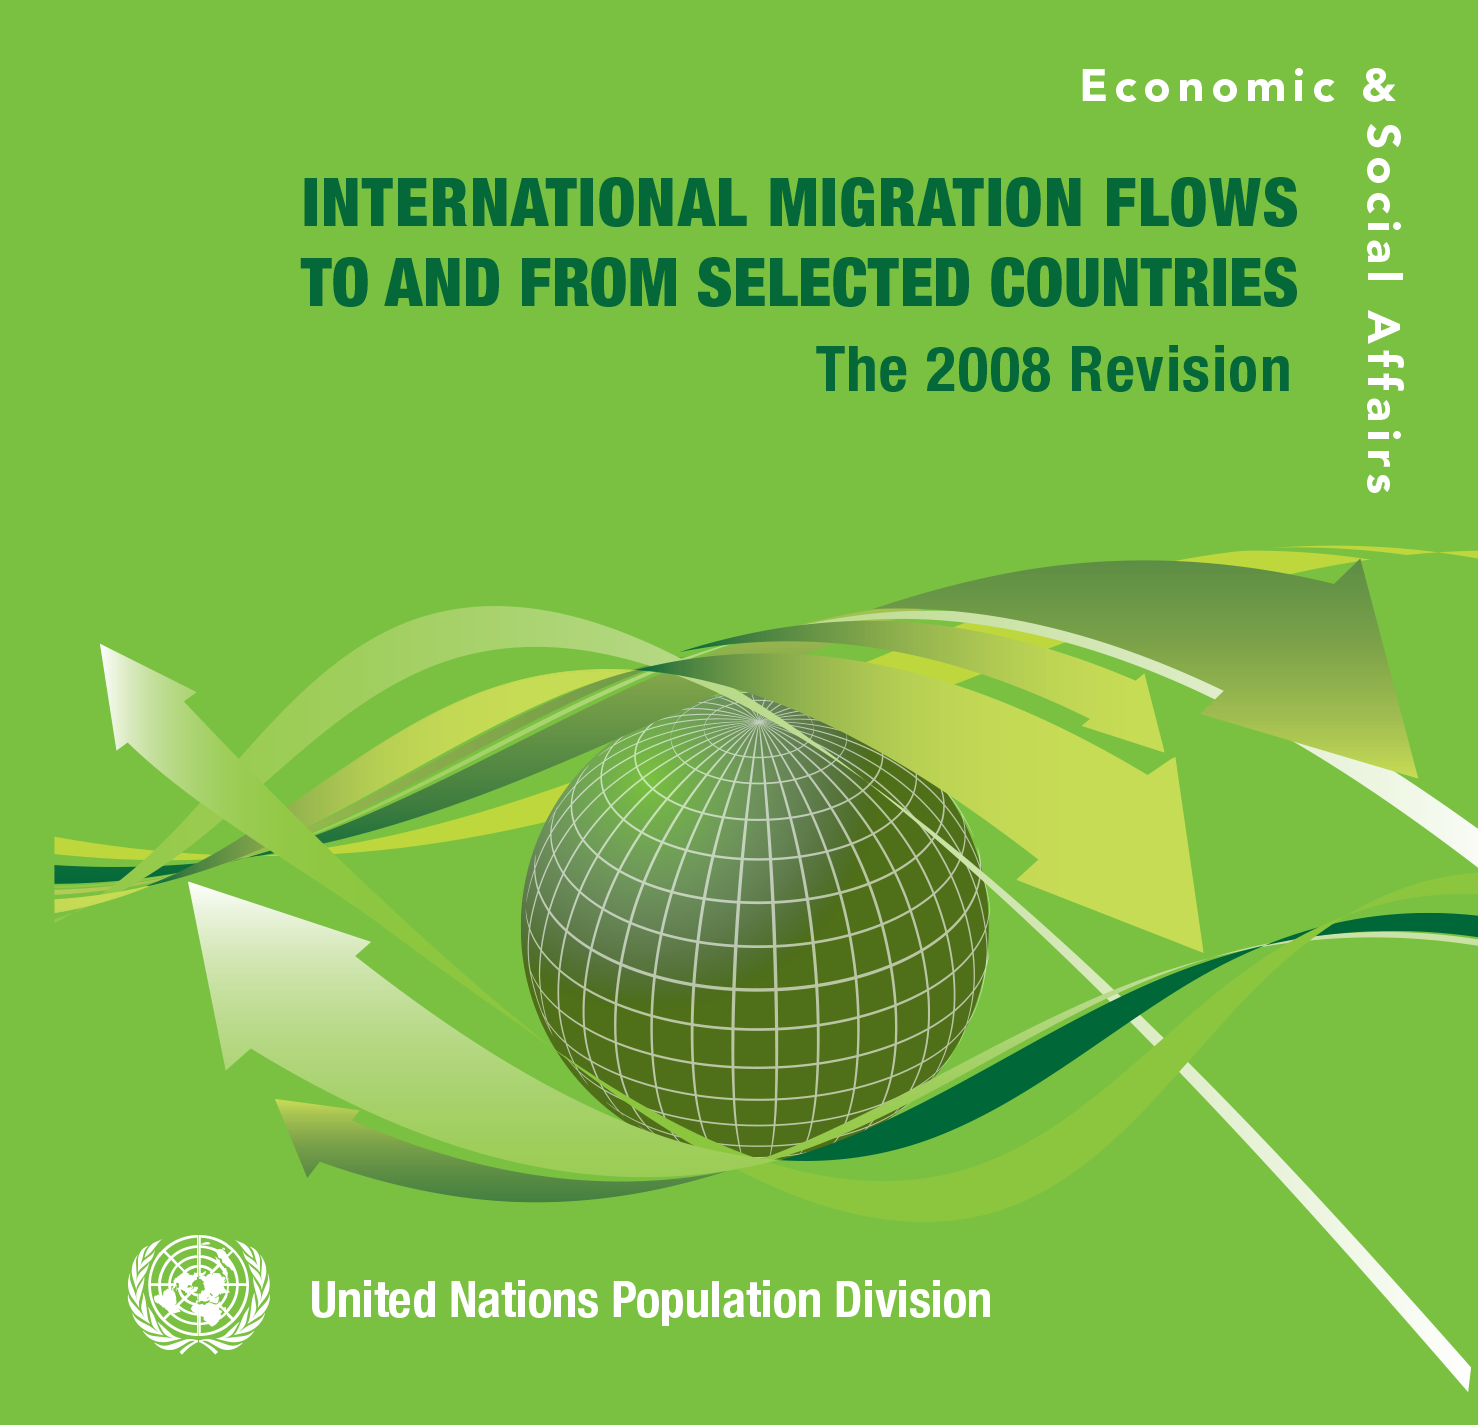 Economic &
Social Affairs
INTERNATIONAL MIGRATION FLOWS
TO AND FROM SELECTED COUNTRIES
The 2008 Revision
United Nations Population Division